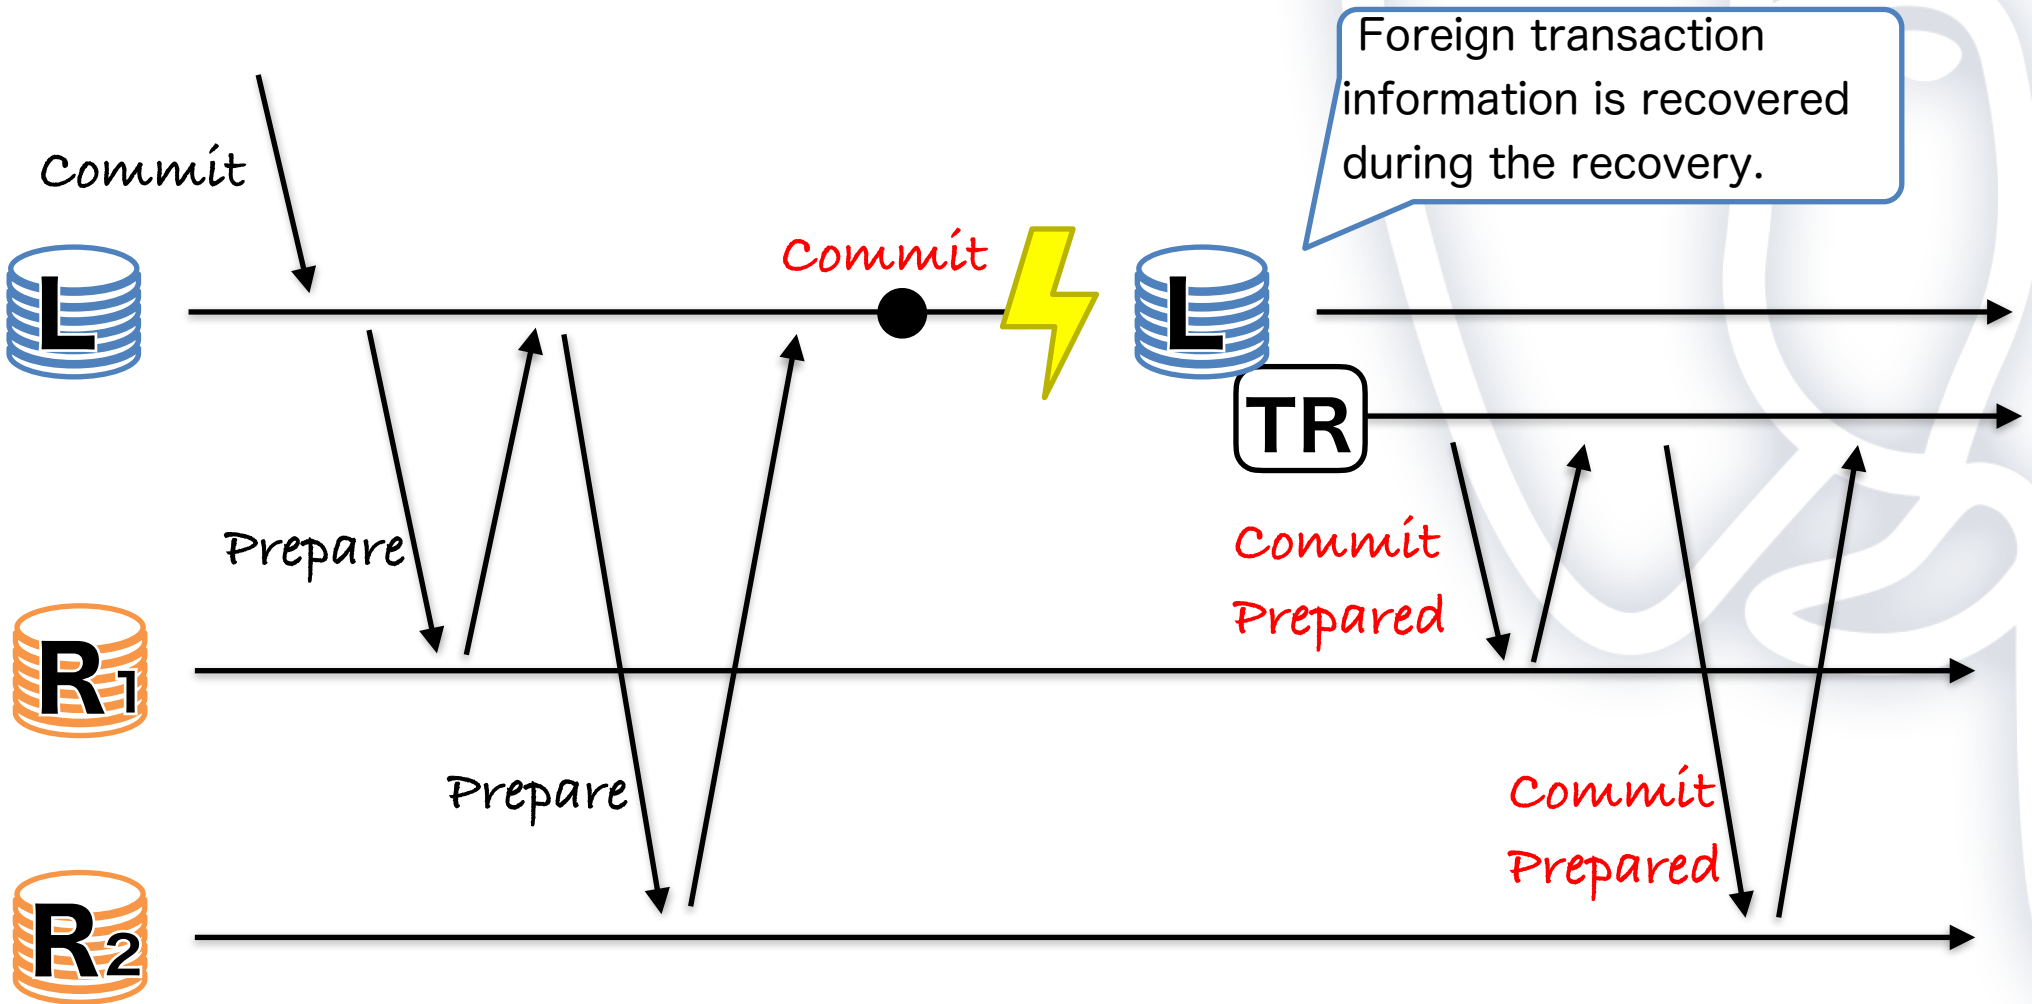 Foreign transaction
information is recovered
during the recovery.
Commit
Commit
L
L
TR
Prepare
Commit
Prepared
R1
Prepare
Commit
Prepared
R2